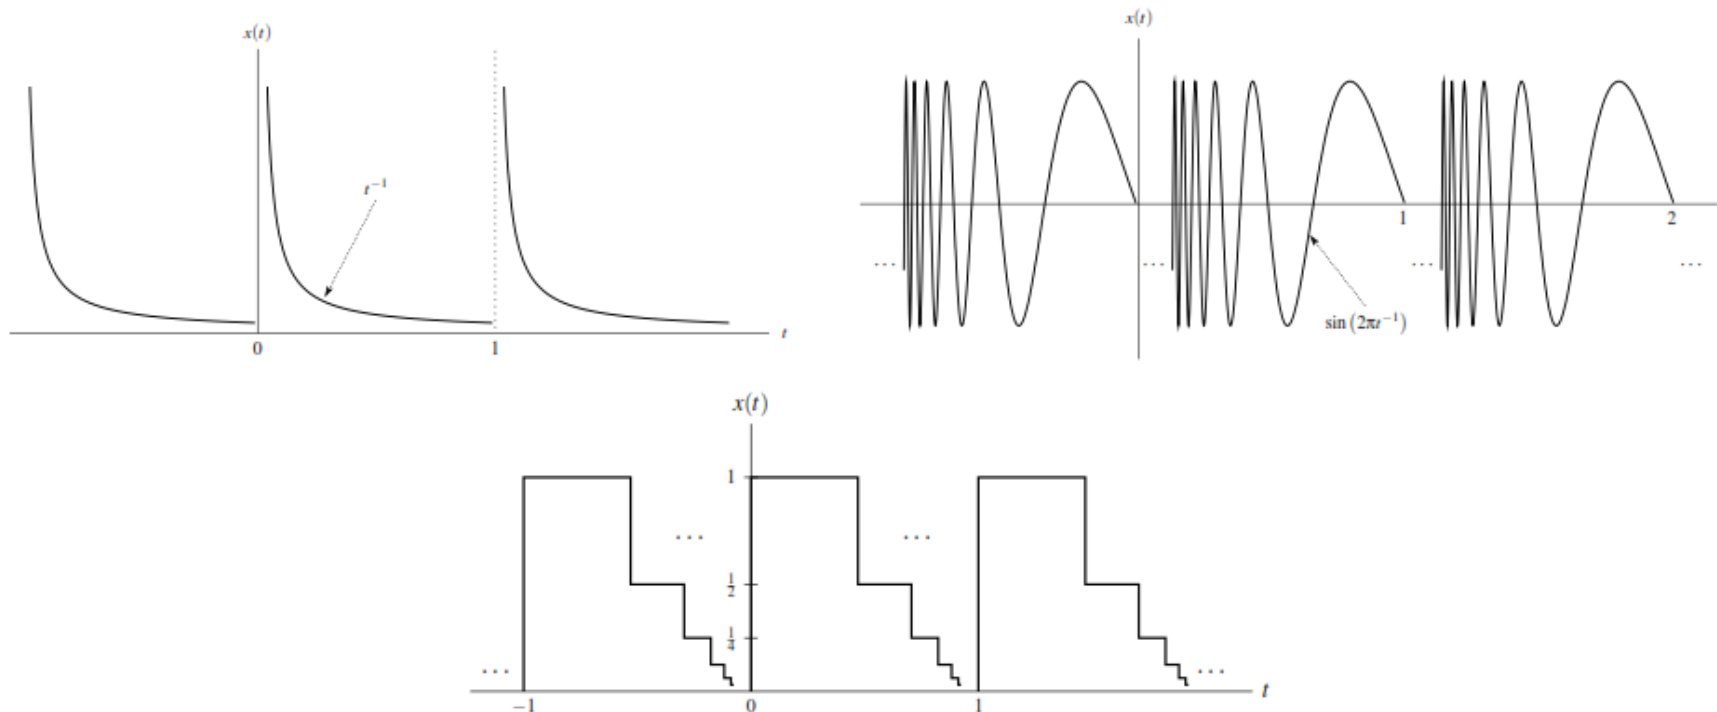 x(t)
t⁻¹
0
1
t
x(t)
1
2
...
...
...
...
sin (2πt⁻¹)
x(t)
1
1/2
1/4
...
...
...
...
−1
0
1
t